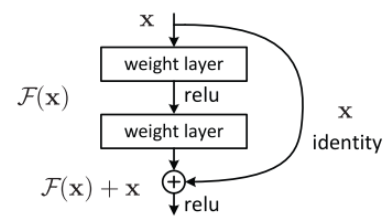 x
weight layer
F(x)
relu
x
weight layer
identity
F(x) + x
relu